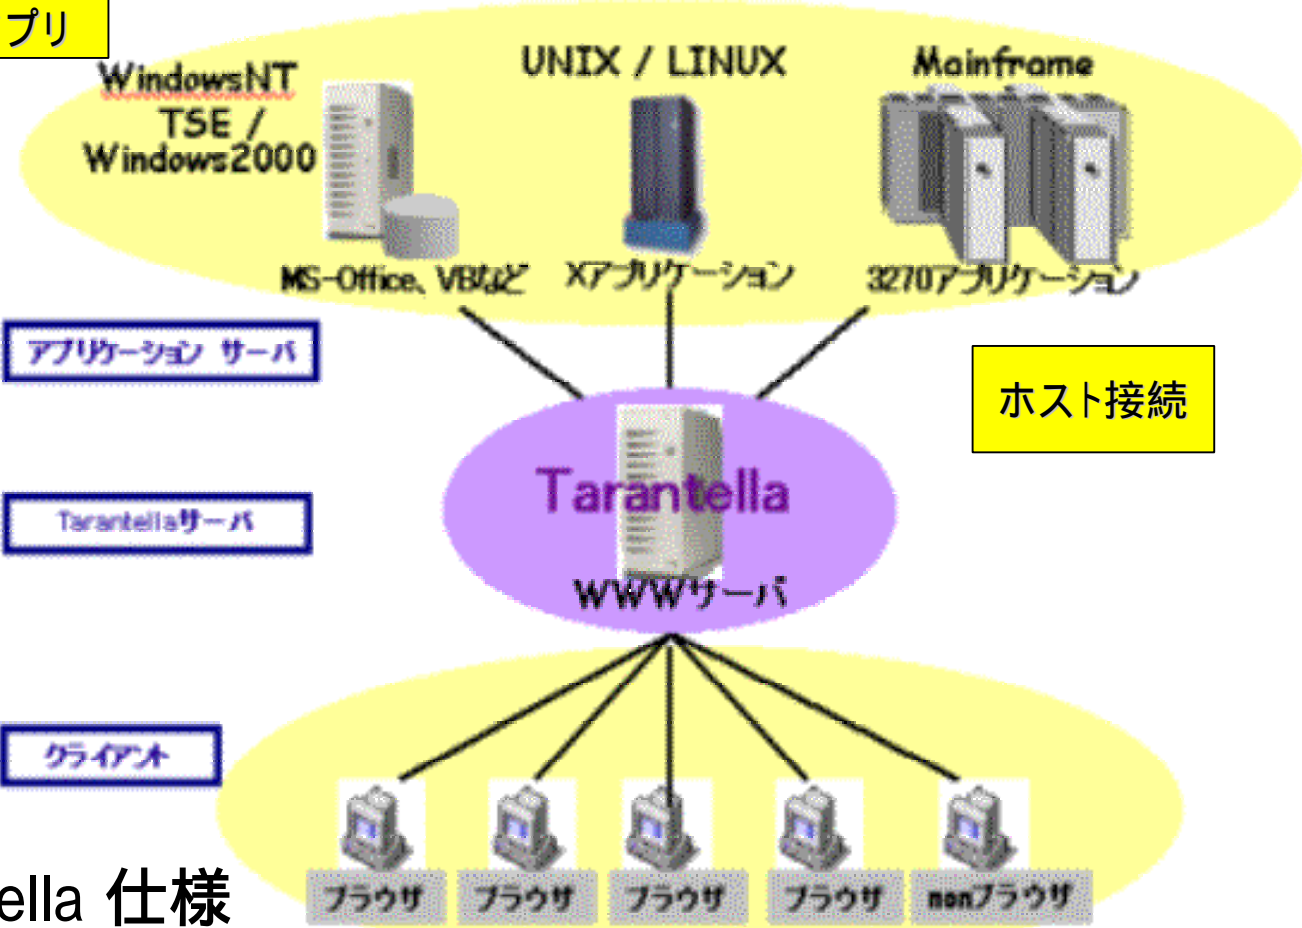 プリ
WindowsNT
TSE /
Windows2000
UNIX / LINUX
Mainframe
MS-Office、VBなど
Xアプリケーション
3270アプリケーション
アプリケーション サーバ
ホスト接続
Tarantella
Tarantellaサーバ
WWWサーバ
クライアント
ブラウザ
ブラウザ
ブラウザ
ブラウザ
nonブラウザ
ella 仕様